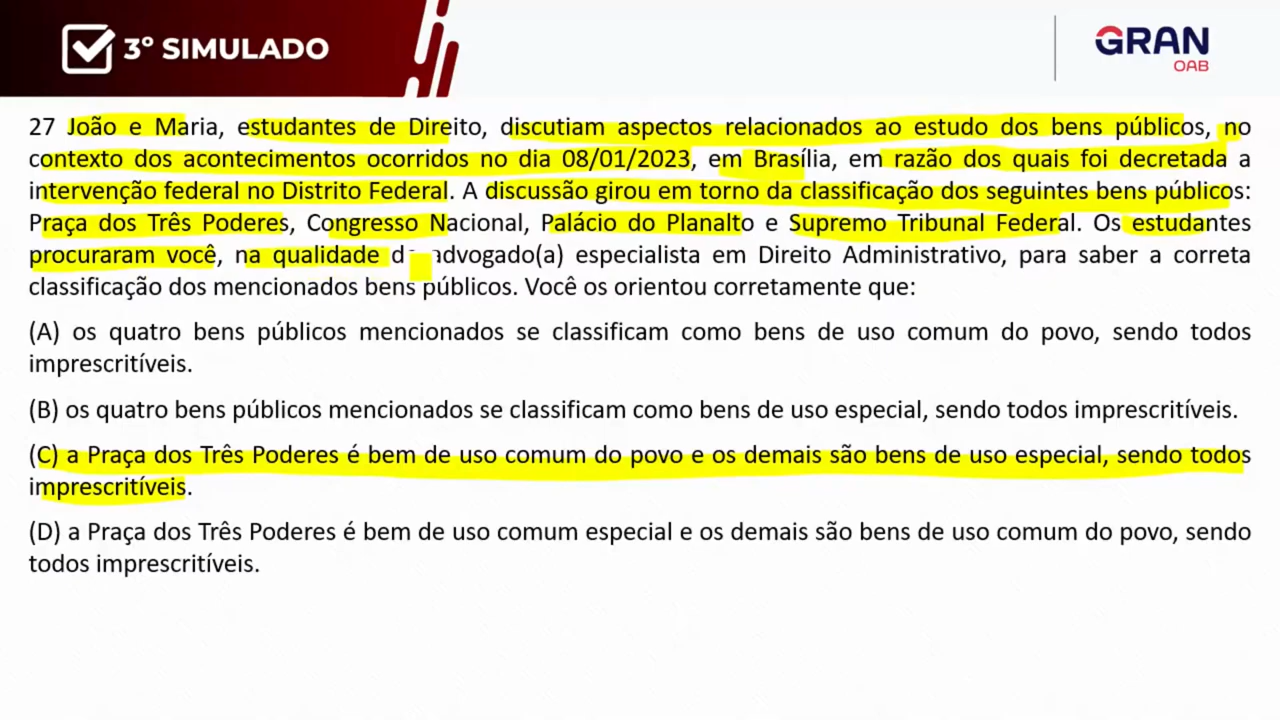 3º SIMULADO
GRAN
OAB
27 João e Maria, estudantes de Direito, discutiam aspectos relacionados ao estudo dos bens públicos, no
contexto dos acontecimentos ocorridos no dia 08/01/2023, em Brasília, em razão dos quais foi decretada a
intervenção federal no Distrito Federal. A discussão girou em torno da classificação dos seguintes bens públicos:
Praça dos Três Poderes, Congresso Nacional, Palácio do Planalto e Supremo Tribunal Federal. Os estudantes
procuraram você, na qualidade d advogado(a) especialista em Direito Administrativo, para saber a correta
classificação dos mencionados bens públicos. Você os orientou corretamente que:
(A) os quatro bens públicos mencionados se classificam como bens de uso comum do povo, sendo todos
imprescritíveis.
(B) os quatro bens públicos mencionados se classificam como bens de uso especial, sendo todos imprescritíveis.
(C) a Praça dos Três Poderes é bem de uso comum do povo e os demais são bens de uso especial, sendo todos
imprescritíveis.
(D) a Praça dos Três Poderes é bem de uso comum especial e os demais são bens de uso comum do povo, sendo
todos imprescritíveis.